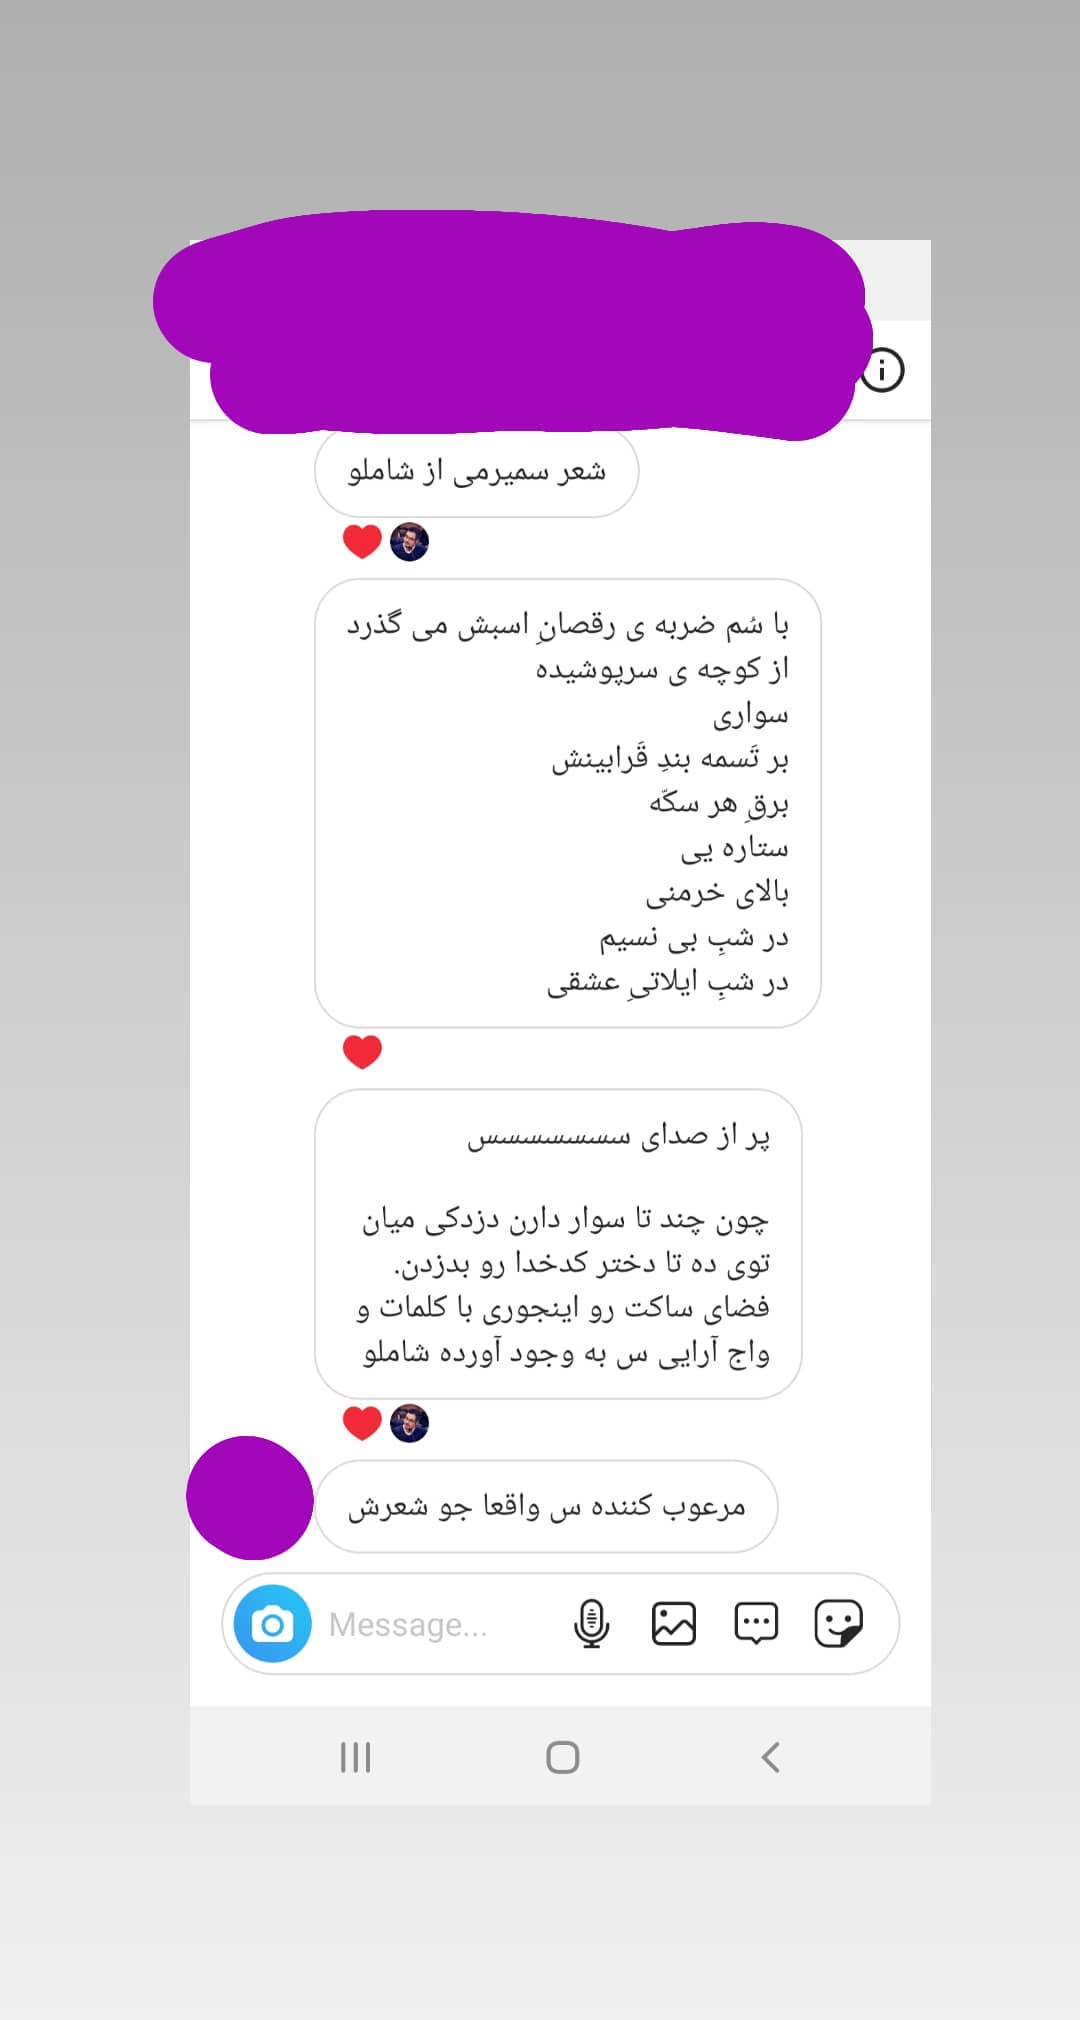 شعر سمیرمی از شاملو
با سُم ضربه ی رقصانِ اسبش می گذرد
از کوچه ی سرپوشیده
سواری
بر تَسمه بندِ قَرابینش
برقِ هر سکّه
ستاره یی
بالای خرمنی
در شبِ بی نسیم
در شبِ ایلاتیِ عشقی
پر از صدای سسسسسسسس
چون چند تا سوار دارن دزدکی میان
توی ده تا دختر کدخدا رو بدزدن.
فضای ساکت رو اینجوری با کلمات و
واج آرایی س به وجود آورده شاملو
مرعوب کننده س واقعا جو شعرش
Message...